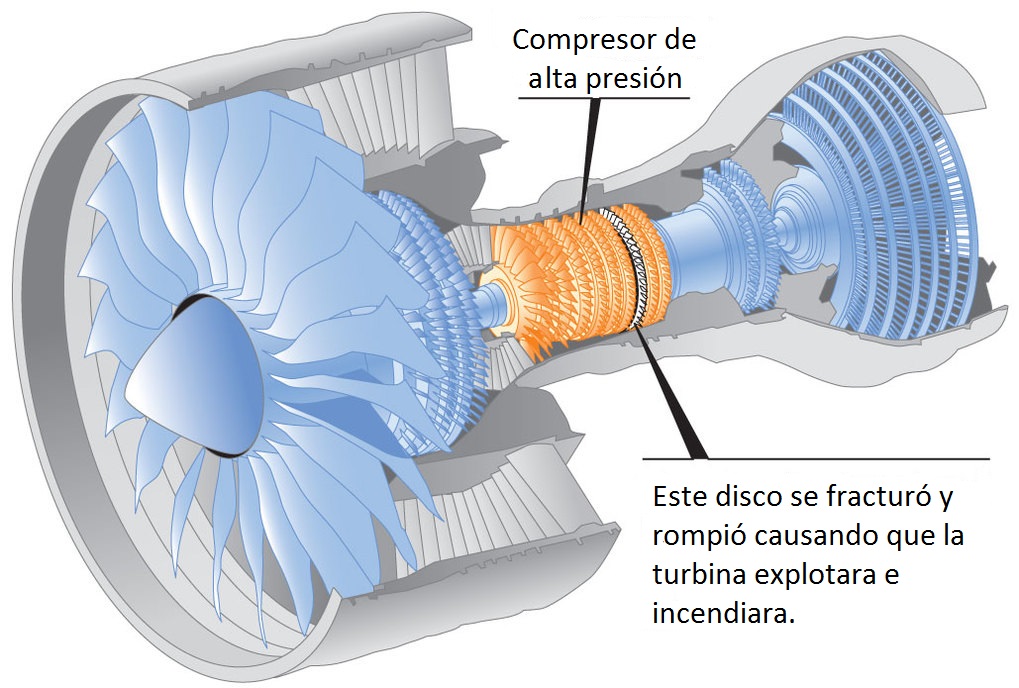 Compresor de
alta presión
Este disco se fracturó y
rompió causando que la
turbina explotara e
incendiara.